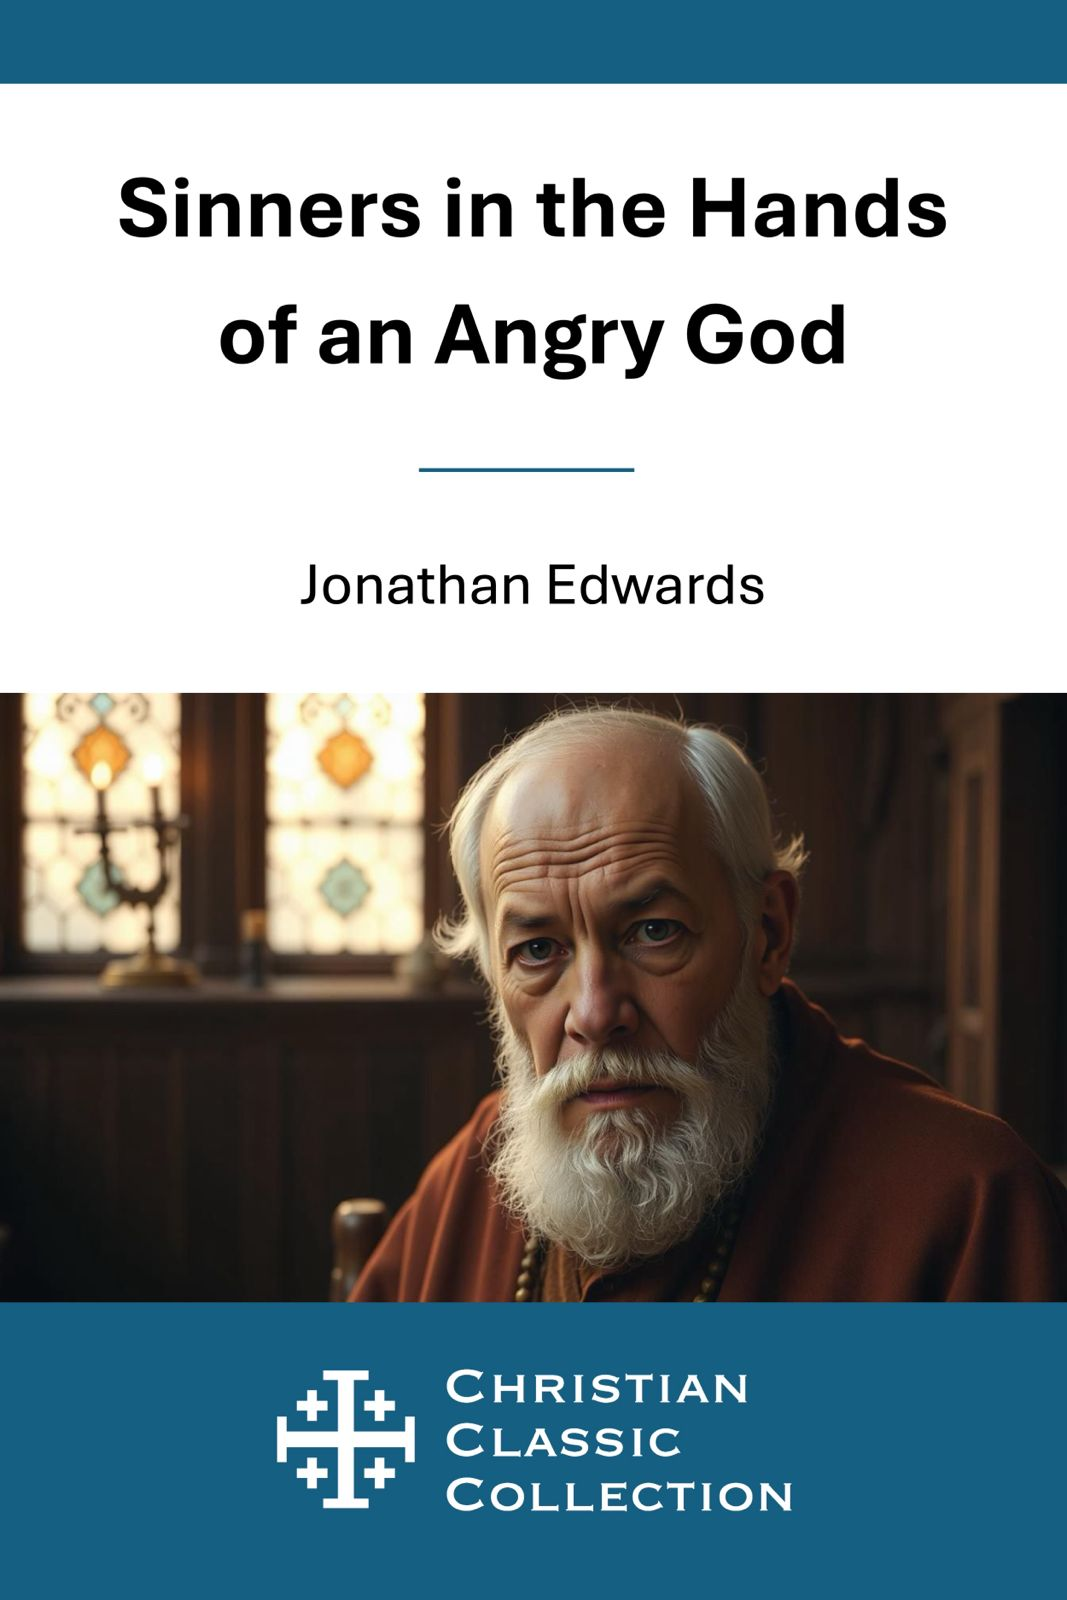 Sinners in the Hands
of an Angry God
Jonathan Edwards
CHRISTIAN
CLASSIC
COLLECTION